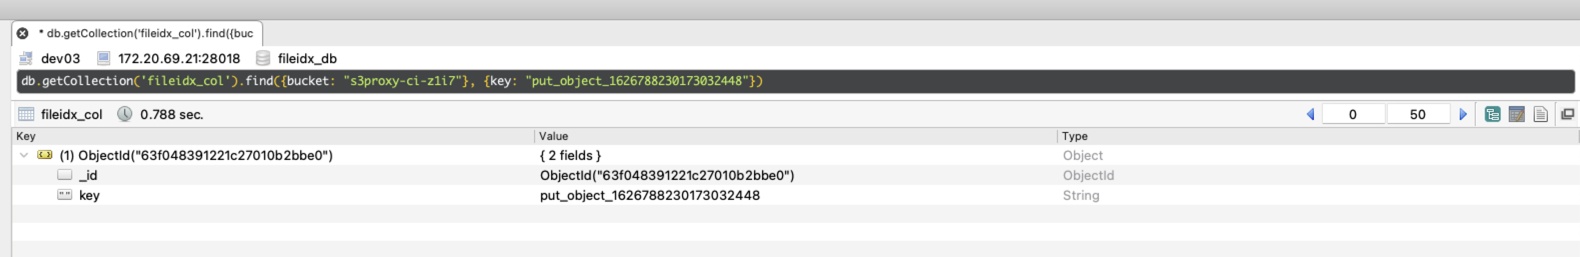 * db.getCollection('fileidx_col').find({buc
dev03 172.20.69.21:28018 fileidx_db
db.getCollection('fileidx_col').find({bucket: "s3proxy-ci-z1i7"}, {key: "put_object_1626788230173032448"})
fileidx_col 0.788 sec. 0 50
Key Value Type
(1) ObjectId("63f048391221c27010b2bbe0") { 2 fields } Object
_id ObjectId("63f048391221c27010b2bbe0") ObjectId
key put_object_1626788230173032448 String